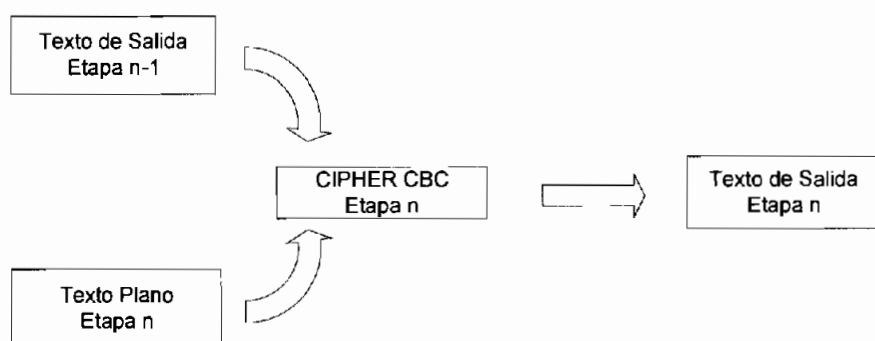 Texto de Salida
Etapa n-1
CIPHER CBC
Etapa n
Texto de Salida
Etapa n
Texto Plano
Etapa n